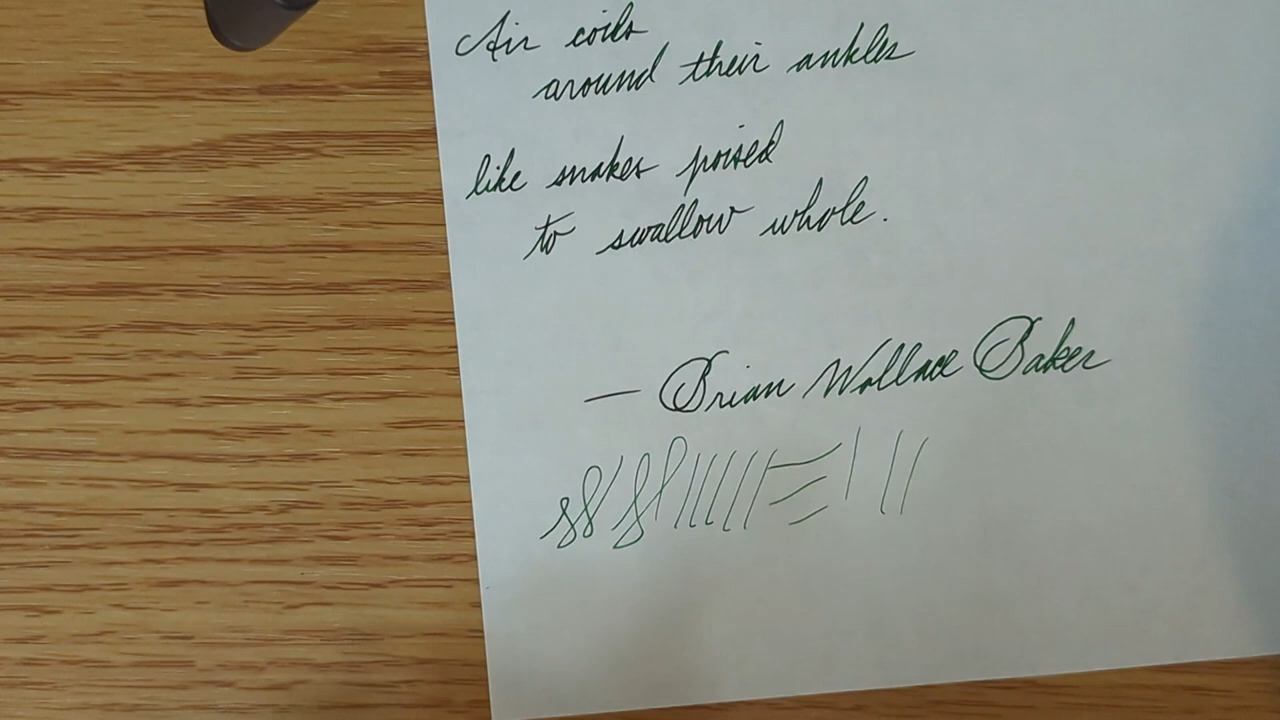 Air coils
around their ankles
like snakes poised
to swallow whole.
— Brian Wallace Baker